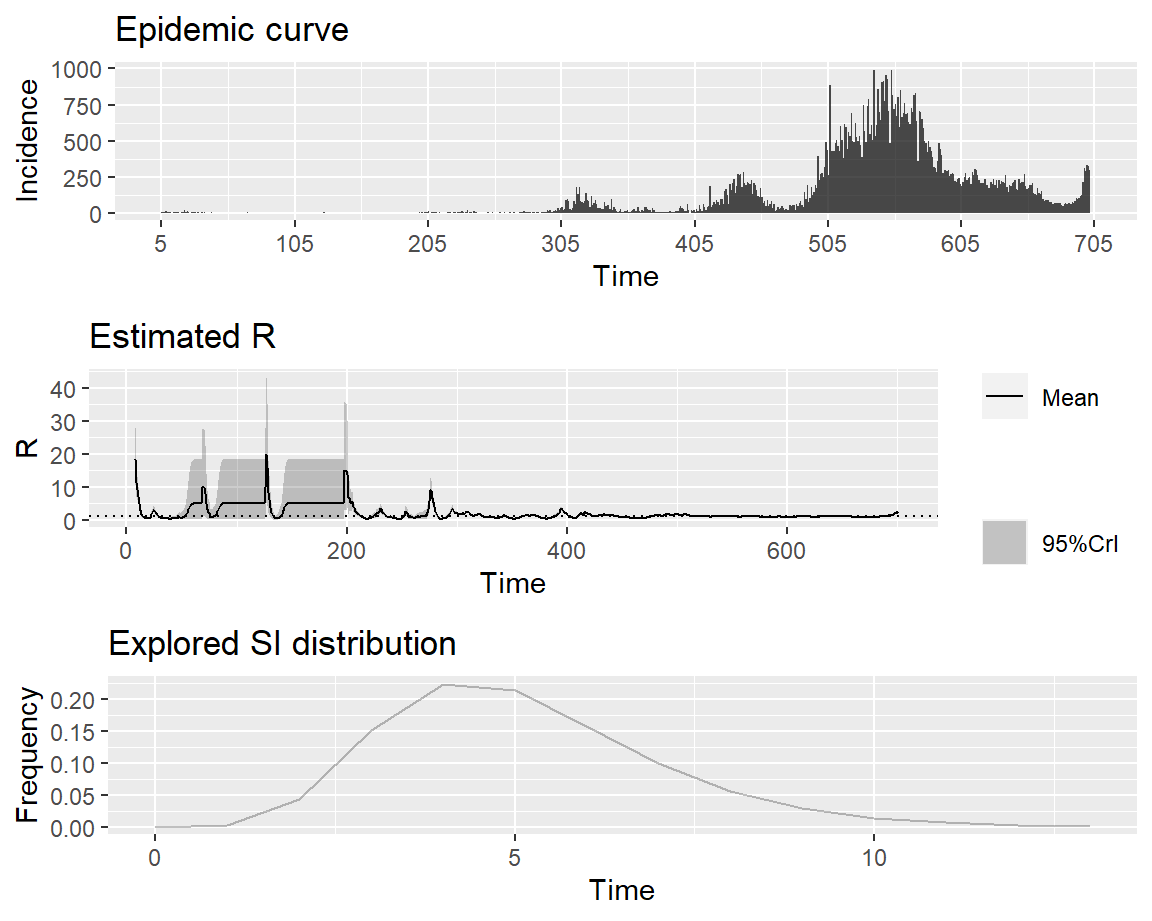 Epidemic curve
1000
750
500
250
0
Incidence
5 105 205 305 405 505 605 705
Time
Estimated R
40
30
20
10
0
R
0 200 400 600
Time
Mean
95%CrI
Explored SI distribution
0.20
0.15
0.10
0.05
0.00
Frequency
0 5 10
Time